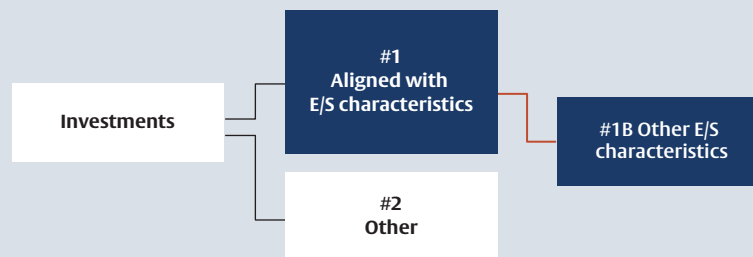 #1
Aligned with
E/S characteristics
Investments
#1B Other E/S
characteristics
#2
Other